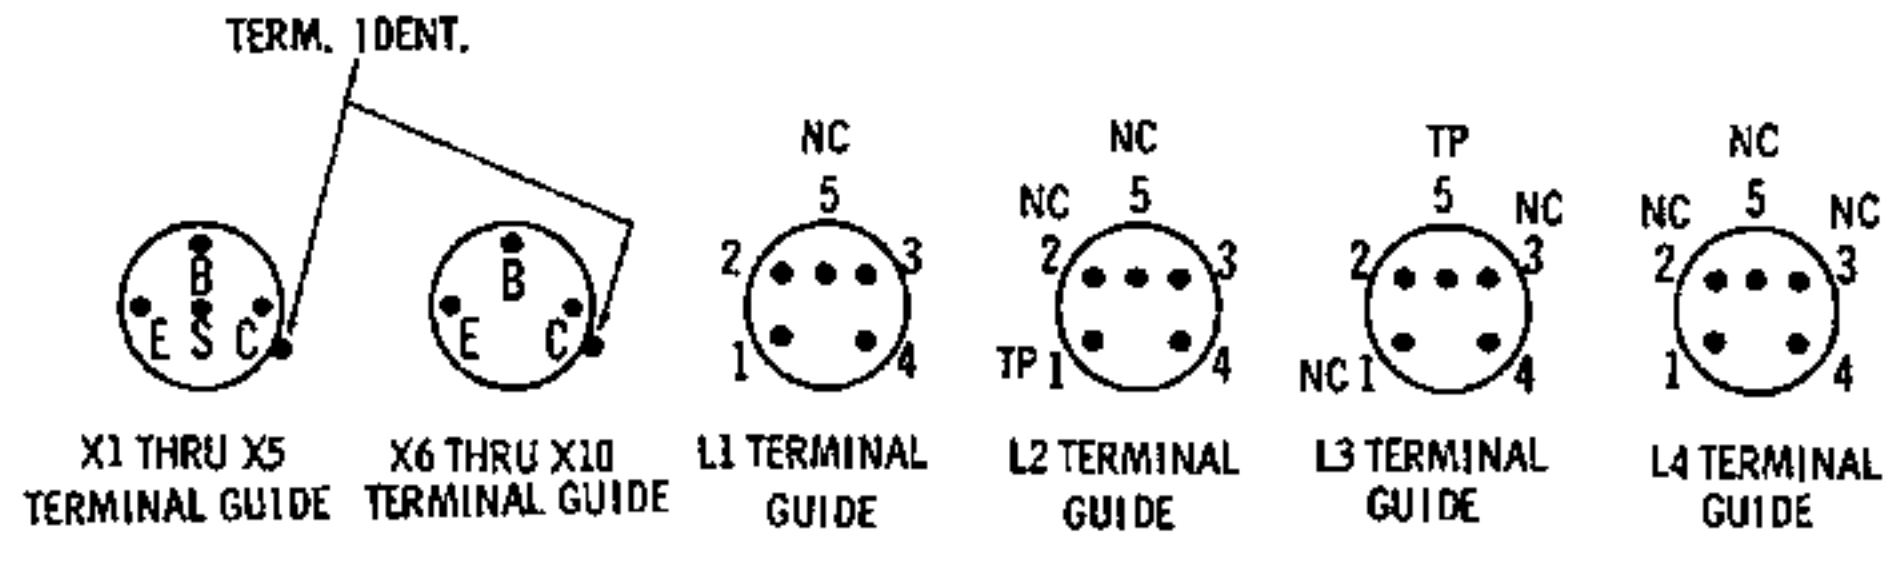 TERM. IDENT.
B
E S C
X1 THRU X5
TERMINAL GUIDE
B
E C
X6 THRU X10
TERMINAL GUIDE
NC
5
2 3
1 4
L1 TERMINAL
GUIDE
NC
NC 5
2 3
TP 1 4
L2 TERMINAL
GUIDE
TP
5 NC
2 3
NC 1 4
L3 TERMINAL
GUIDE
NC
NC 5 NC
2 3
1 4
L4 TERMINAL
GUIDE